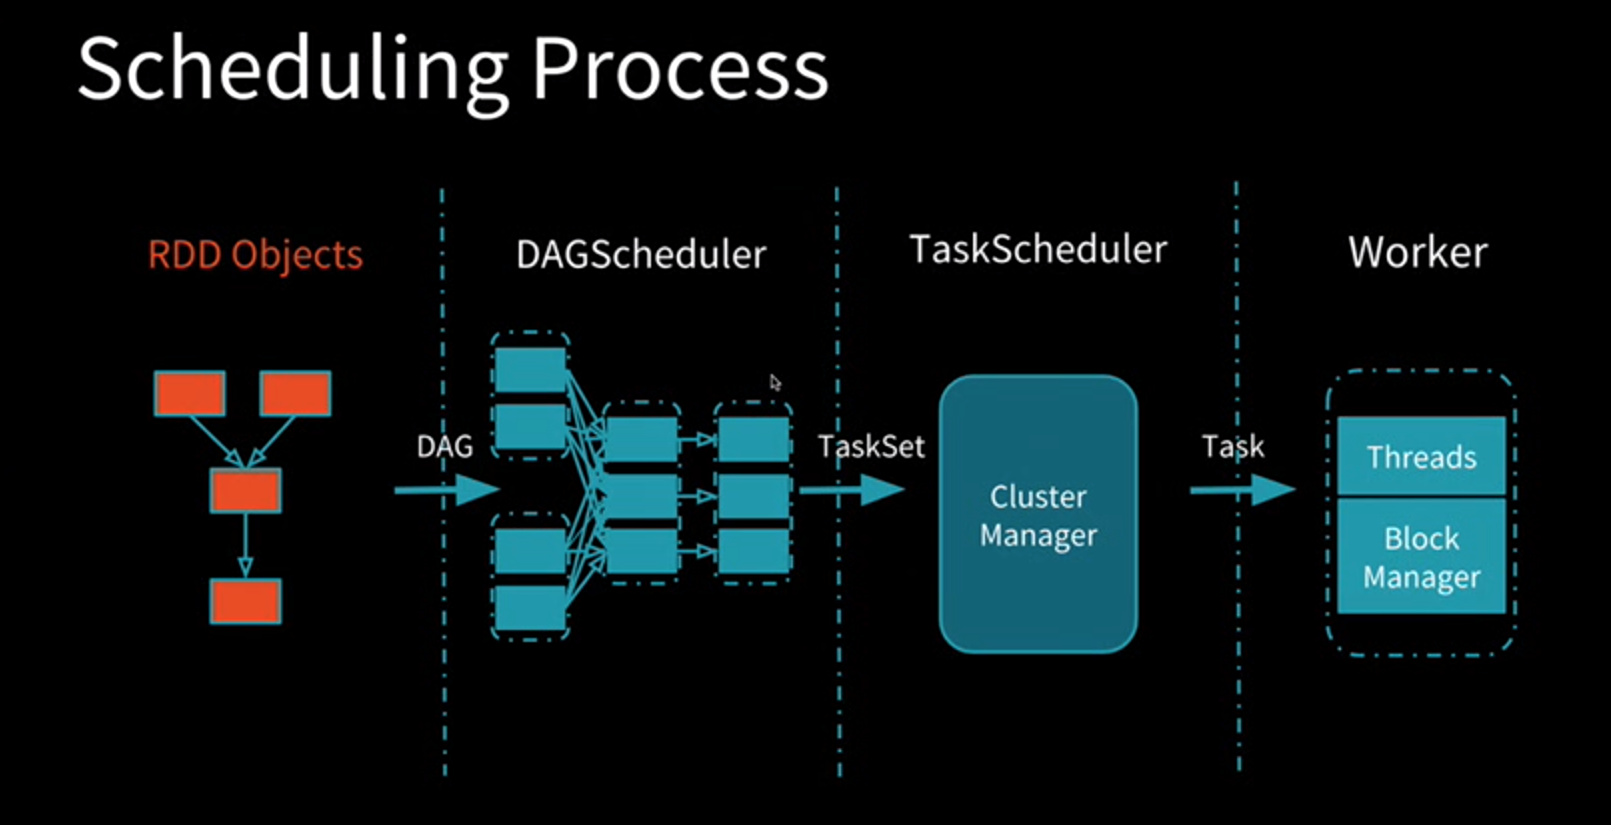 Scheduling Process
RDD Objects
DAGScheduler
TaskScheduler
Worker
DAG
TaskSet
Task
Cluster
Manager
Threads
Block
Manager